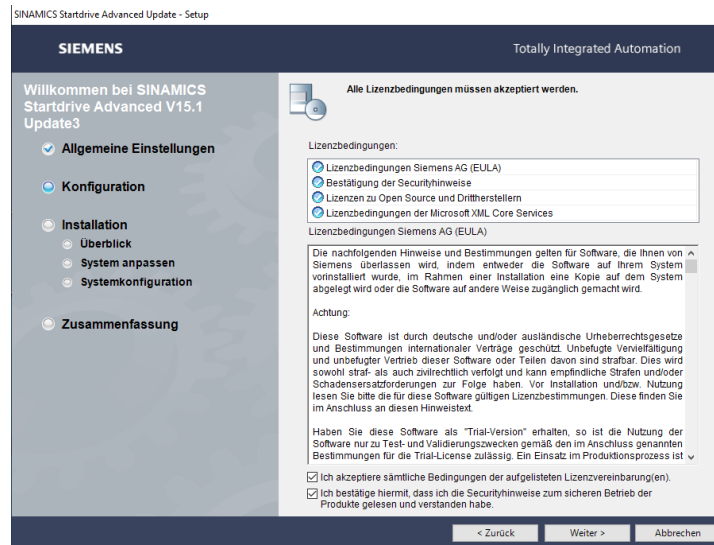 SINAMICS Startdrive Advanced Update - Setup
SIEMENS
Totally Integrated Automation
Willkommen bei SINAMICS
Startdrive Advanced V15.1
Update3
Allgemeine Einstellungen
Konfiguration
Installation
Überblick
System anpassen
Systemkonfiguration
Zusammenfassung
Alle Lizenzbedingungen müssen akzeptiert werden.
Lizenzbedingungen:
Lizenzbedingungen Siemens AG (EULA)
Bestätigung der Securityhinweise
Lizenzen zu Open Source und Drittherstellern
Lizenzbedingungen der Microsoft XML Core Services
Lizenzbedingungen Siemens AG (EULA)
Die nachfolgenden Hinweise und Bestimmungen gelten für Software, die Ihnen von
Siemens überlassen wird, indem entweder die Software auf Ihrem System
vorinstalliert wurde, im Rahmen einer Installation eine Kopie auf dem System
abgelegt wird oder die Software auf andere Weise zugänglich gemacht wird.
Achtung:
Diese Software ist durch deutsche und/oder ausländische Urheberrechtsgesetze
und Bestimmungen internationaler Verträge geschützt. Unbefugte Vervielfältigung
und unbefugter Vertrieb dieser Software oder Teilen davon sind strafbar. Dies wird
sowohl straf- als auch zivilrechtlich verfolgt und kann empfindliche Strafen und/oder
Schadensersatzforderungen zur Folge haben. Vor Installation und/bzw. Nutzung
lesen Sie bitte die für diese Software gültigen Lizenzbestimmungen. Diese finden Sie
im Anschluss an diesen Hinweistext.
Haben Sie diese Software als "Trial-Version" erhalten, so ist die Nutzung der
Software nur zu Test- und Validierungszwecken gemäß den im Anschluss genannten
Bestimmungen für die Trial-License zulässig. Ein Einsatz im Produktionsprozess ist
Ich akzeptiere sämtliche Bedingungen der aufgelisteten Lizenzvereinbarung(en).
Ich bestätige hiermit, dass ich die Securityhinweise zum sicheren Betrieb der
Produkte gelesen und verstanden habe.
< Zurück
Weiter >
Abbrechen